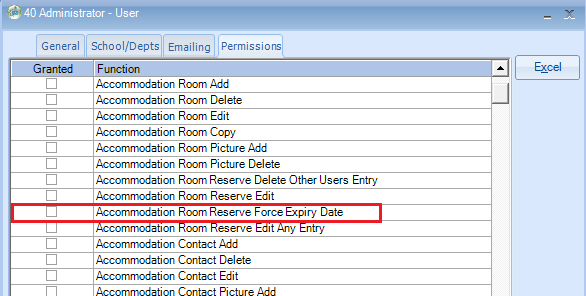 40 Administrator - User
General School/Depts Emailing Permissions
Excel
Granted Function
Accommodation Room Add
Accommodation Room Delete
Accommodation Room Edit
Accommodation Room Copy
Accommodation Room Picture Add
Accommodation Room Picture Delete
Accommodation Room Reserve Delete Other Users Entry
Accommodation Room Reserve Edit
Accommodation Room Reserve Force Expiry Date
Accommodation Room Reserve Edit Any Entry
Accommodation Contact Add
Accommodation Contact Delete
Accommodation Contact Edit
Accommodation Contact Picture Add